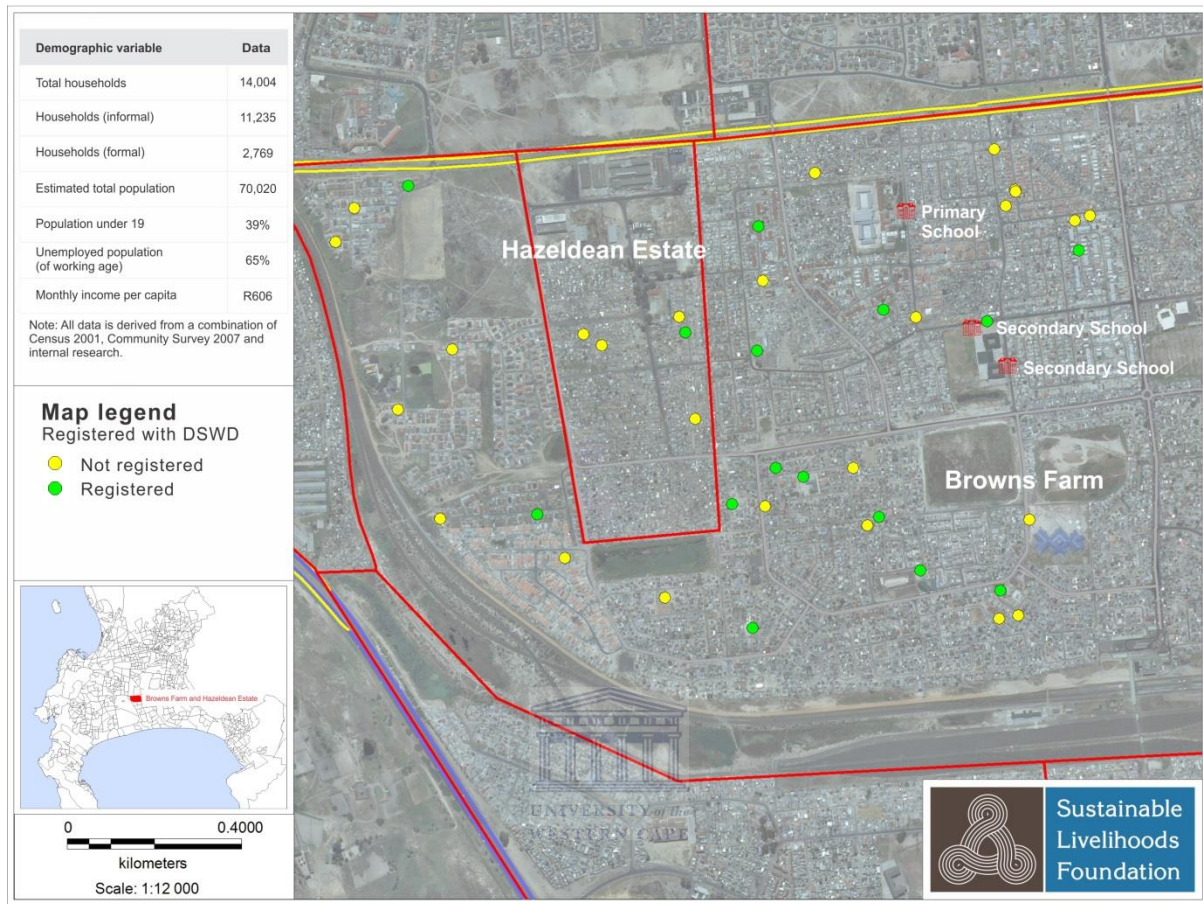 Demographic variable Data
Total households 14,004
Households (informal) 11,235
Households (formal) 2,769
Estimated total population 70,020
Population under 19 39%
Unemployed population
(of working age) 65%
Monthly income per capita R606
Note: All data is derived from a combination of
Census 2001, Community Survey 2007 and
internal research.
Map legend
Registered with DSWD
Not registered
Registered
Browns Farm and Hazeldean Estate
0 0.4000
kilometers
Scale: 1:12 000
Hazeldean Estate
Primary
School
Secondary School
Secondary School
Browns Farm
UNIVERSITY of the
WESTERN CAPE
Sustainable
Livelihoods
Foundation